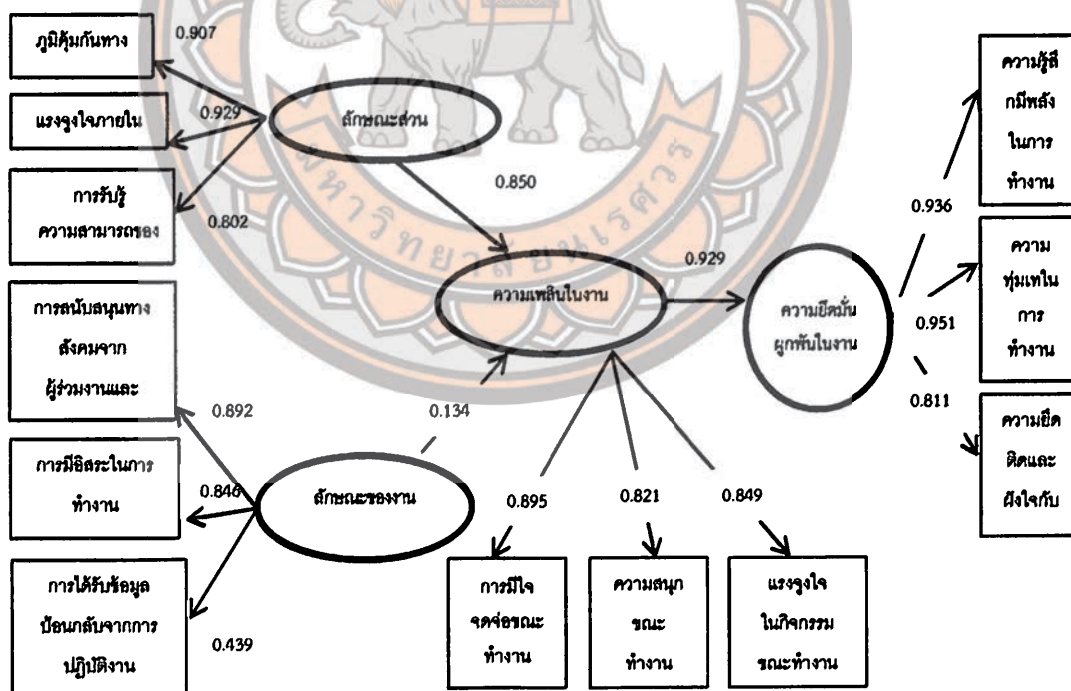 ภูมิคุ้มกันทาง
0.907
แรงจูงใจภายใน
0.929
การรับรู้
ความสามารถของ
0.802
ลักษณะส่วน
0.850
มหาวิทยาลัยนเรศวร
การสนับสนุนทาง
สังคมจาก
ผู้ร่วมงานและ
0.892
การมีอิสระในการ
ทำงาน
0.846
การได้รับข้อมูล
ป้อนกลับจากการ
ปฏิบัติงาน
0.439
ลักษณะของงาน
0.134
ความเพลินในงาน
0.929
0.895
0.821
0.849
การมีใจ
จดจ่อขณะ
ทำงาน
ความสนุก
ขณะ
ทำงาน
แรงจูงใจ
ในกิจกรรม
ขณะทำงาน
ความยึดมั่น
ผูกพันในงาน
0.936
0.951
0.811
ความรู้สึ
กมีพลัง
ในการ
ทำงาน
ความ
ทุ่มเทใน
การ
ทำงาน
ความยึด
ติดและ
ฝังใจกับ